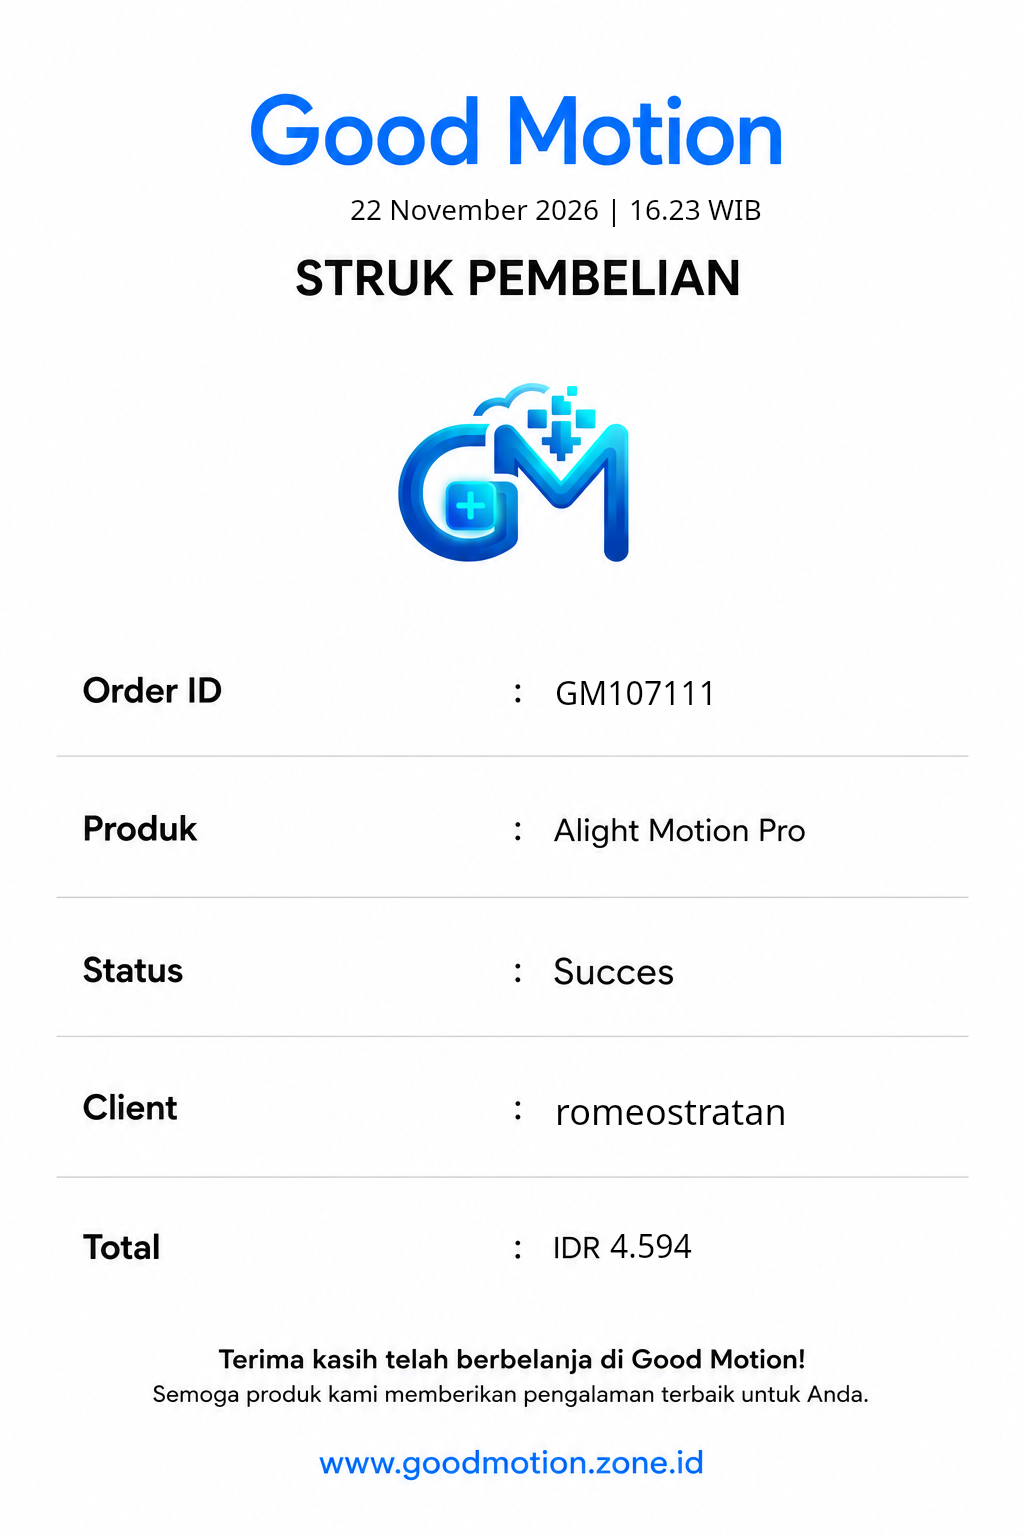 Good Motion
22 November 2026 | 16.23 WIB
STRUK PEMBELIAN
GM
Order ID : GM107111
Produk : Alight Motion Pro
Status : Succes
Client : romeostratan
Total : IDR 4.594
Terima kasih telah berbelanja di Good Motion!
Semoga produk kami memberikan pengalaman terbaik untuk Anda.
www.goodmotion.zone.id